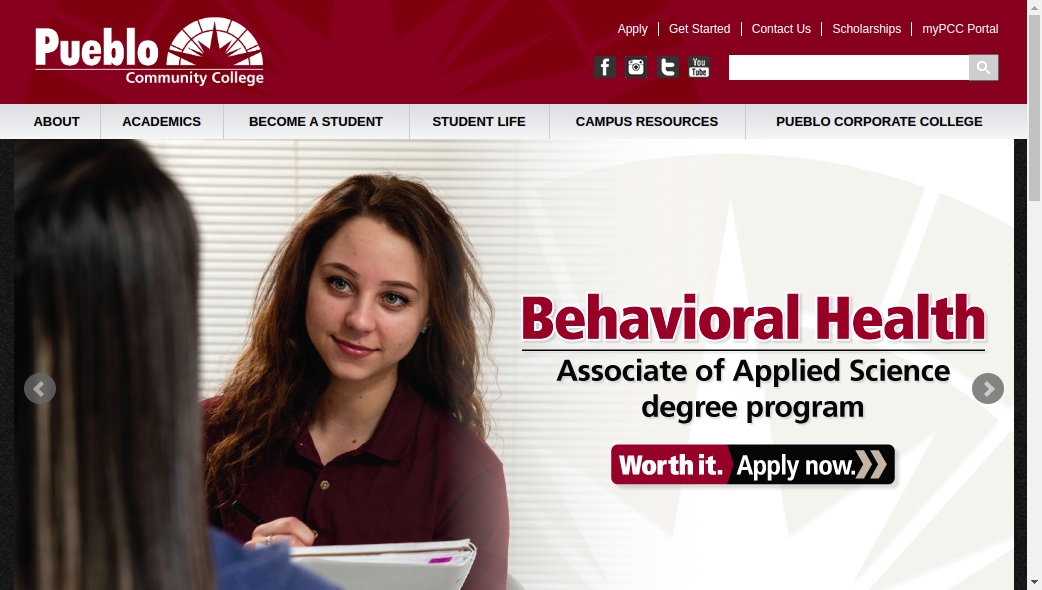 Pueblo
Community College
Apply
Get Started
Contact Us
Scholarships
myPCC Portal
You
Tube
ABOUT
ACADEMICS
BECOME A STUDENT
STUDENT LIFE
CAMPUS RESOURCES
PUEBLO CORPORATE COLLEGE
Behavioral Health
Associate of Applied Science
degree program
Worth it. Apply now.